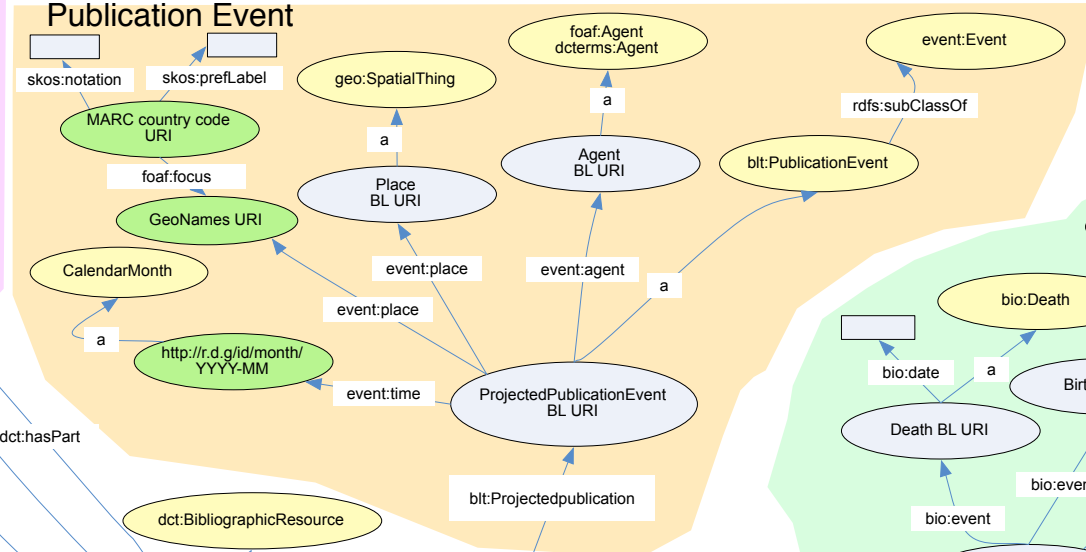 Publication Event
skos:notation
skos:prefLabel
MARC country code
URI
foaf:focus
GeoNames URI
geo:SpatialThing
a
Place
BL URI
foaf:Agent
dcterms:Agent
a
Agent
BL URI
event:Event
rdfs:subClassOf
blt:PublicationEvent
CalendarMonth
a
http://r.d.g/id/month/
YYYY-MM
event:place
event:place
event:agent
a
event:time
ProjectedPublicationEvent
BL URI
blt:Projectedpublication
dct:hasPart
dct:BibliographicResource
bio:Death
bio:date
a
Death BL URI
bio:event